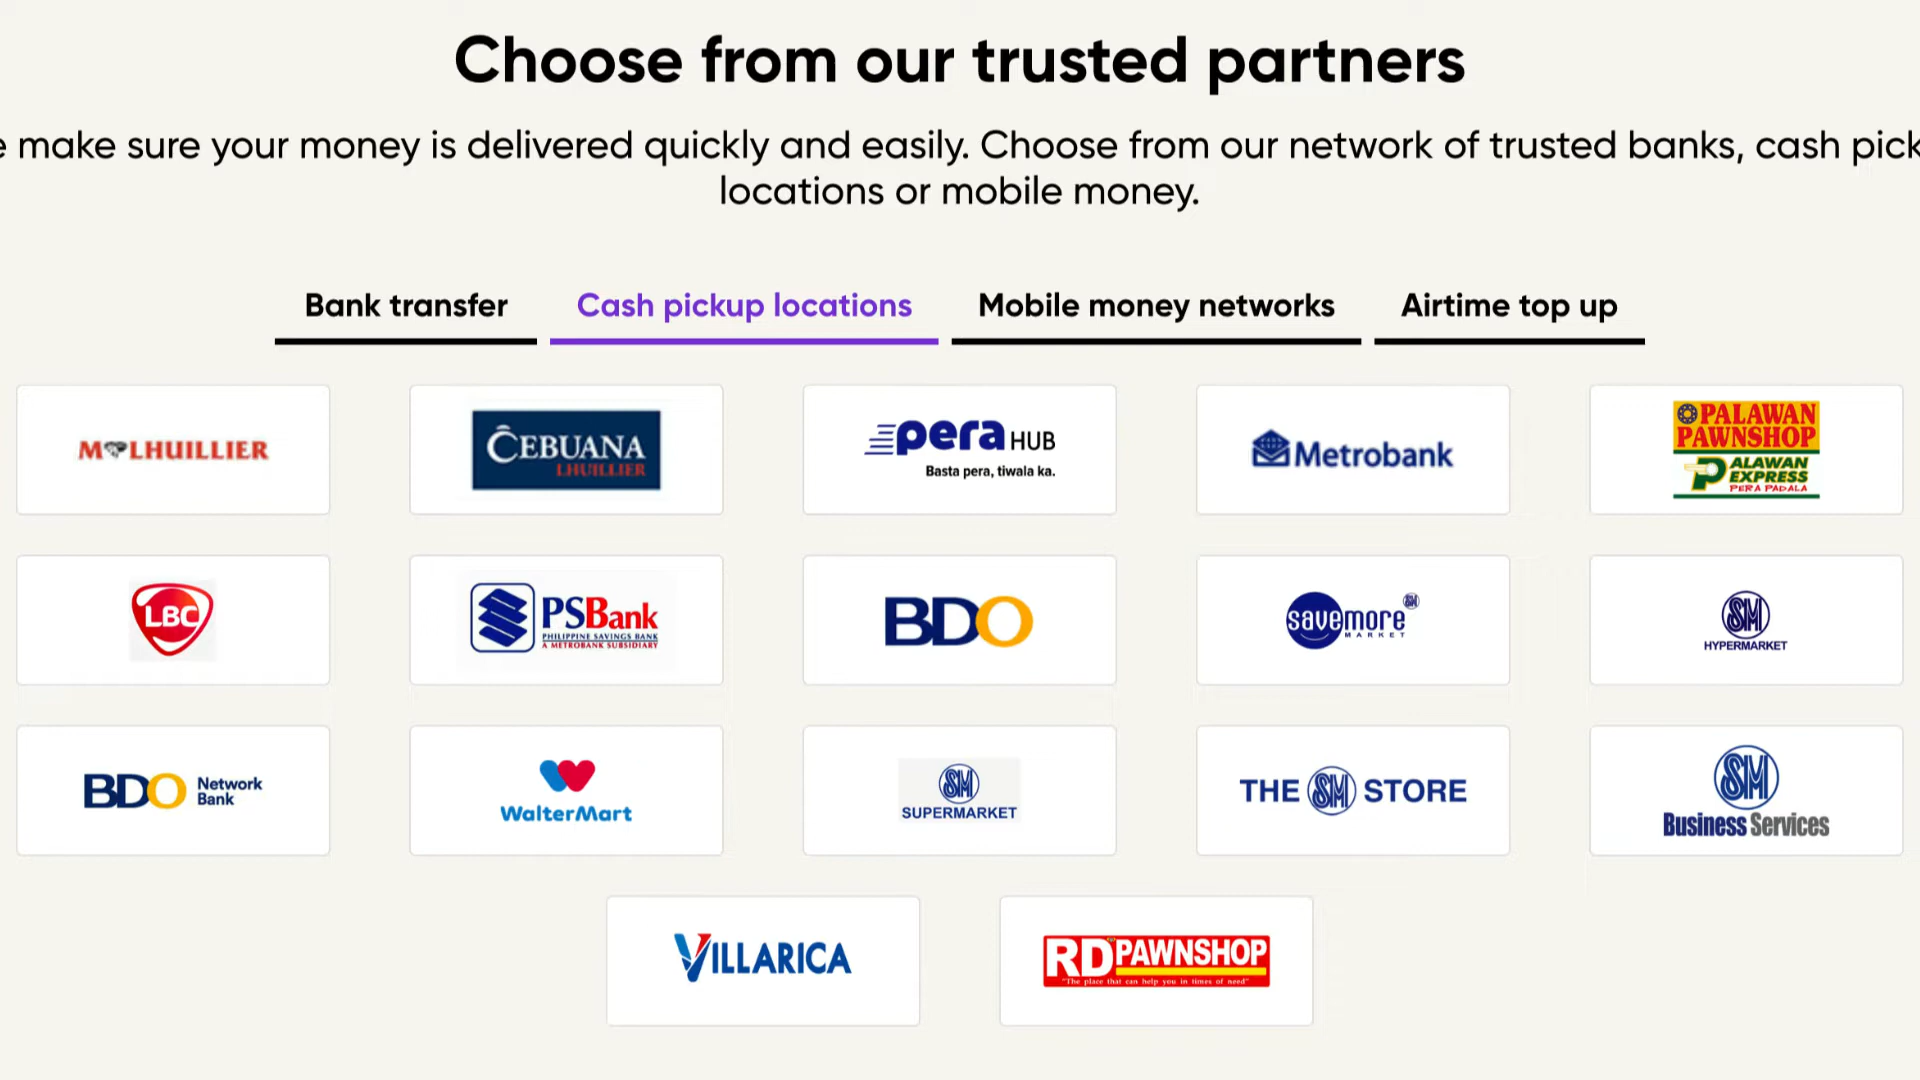 Choose from our trusted partners
e make sure your money is delivered quickly and easily. Choose from our network of trusted banks, cash pick
locations or mobile money.
Bank transfer Cash pickup locations Mobile money networks Airtime top up
M LHUILLIER
CEBUANA
LHUILLIER
pera HUB
Basta pera, tiwala ka.
Metrobank
PALAWAN
PAWNSHOP
PALAWAN
EXPRESS
PERA PADALA
LBC
PSBank
PHILIPPINE SAVINGS BANK
A METROBANK SUBSIDIARY
BDO
savemore SM
MARKET
SM
HYPERMARKET
BDO Network
Bank
WalterMart
SM
SUPERMARKET
THE SM STORE
SM
Business Services
VILLARICA
RD PAWNSHOP
"The place that can help you in times of need"